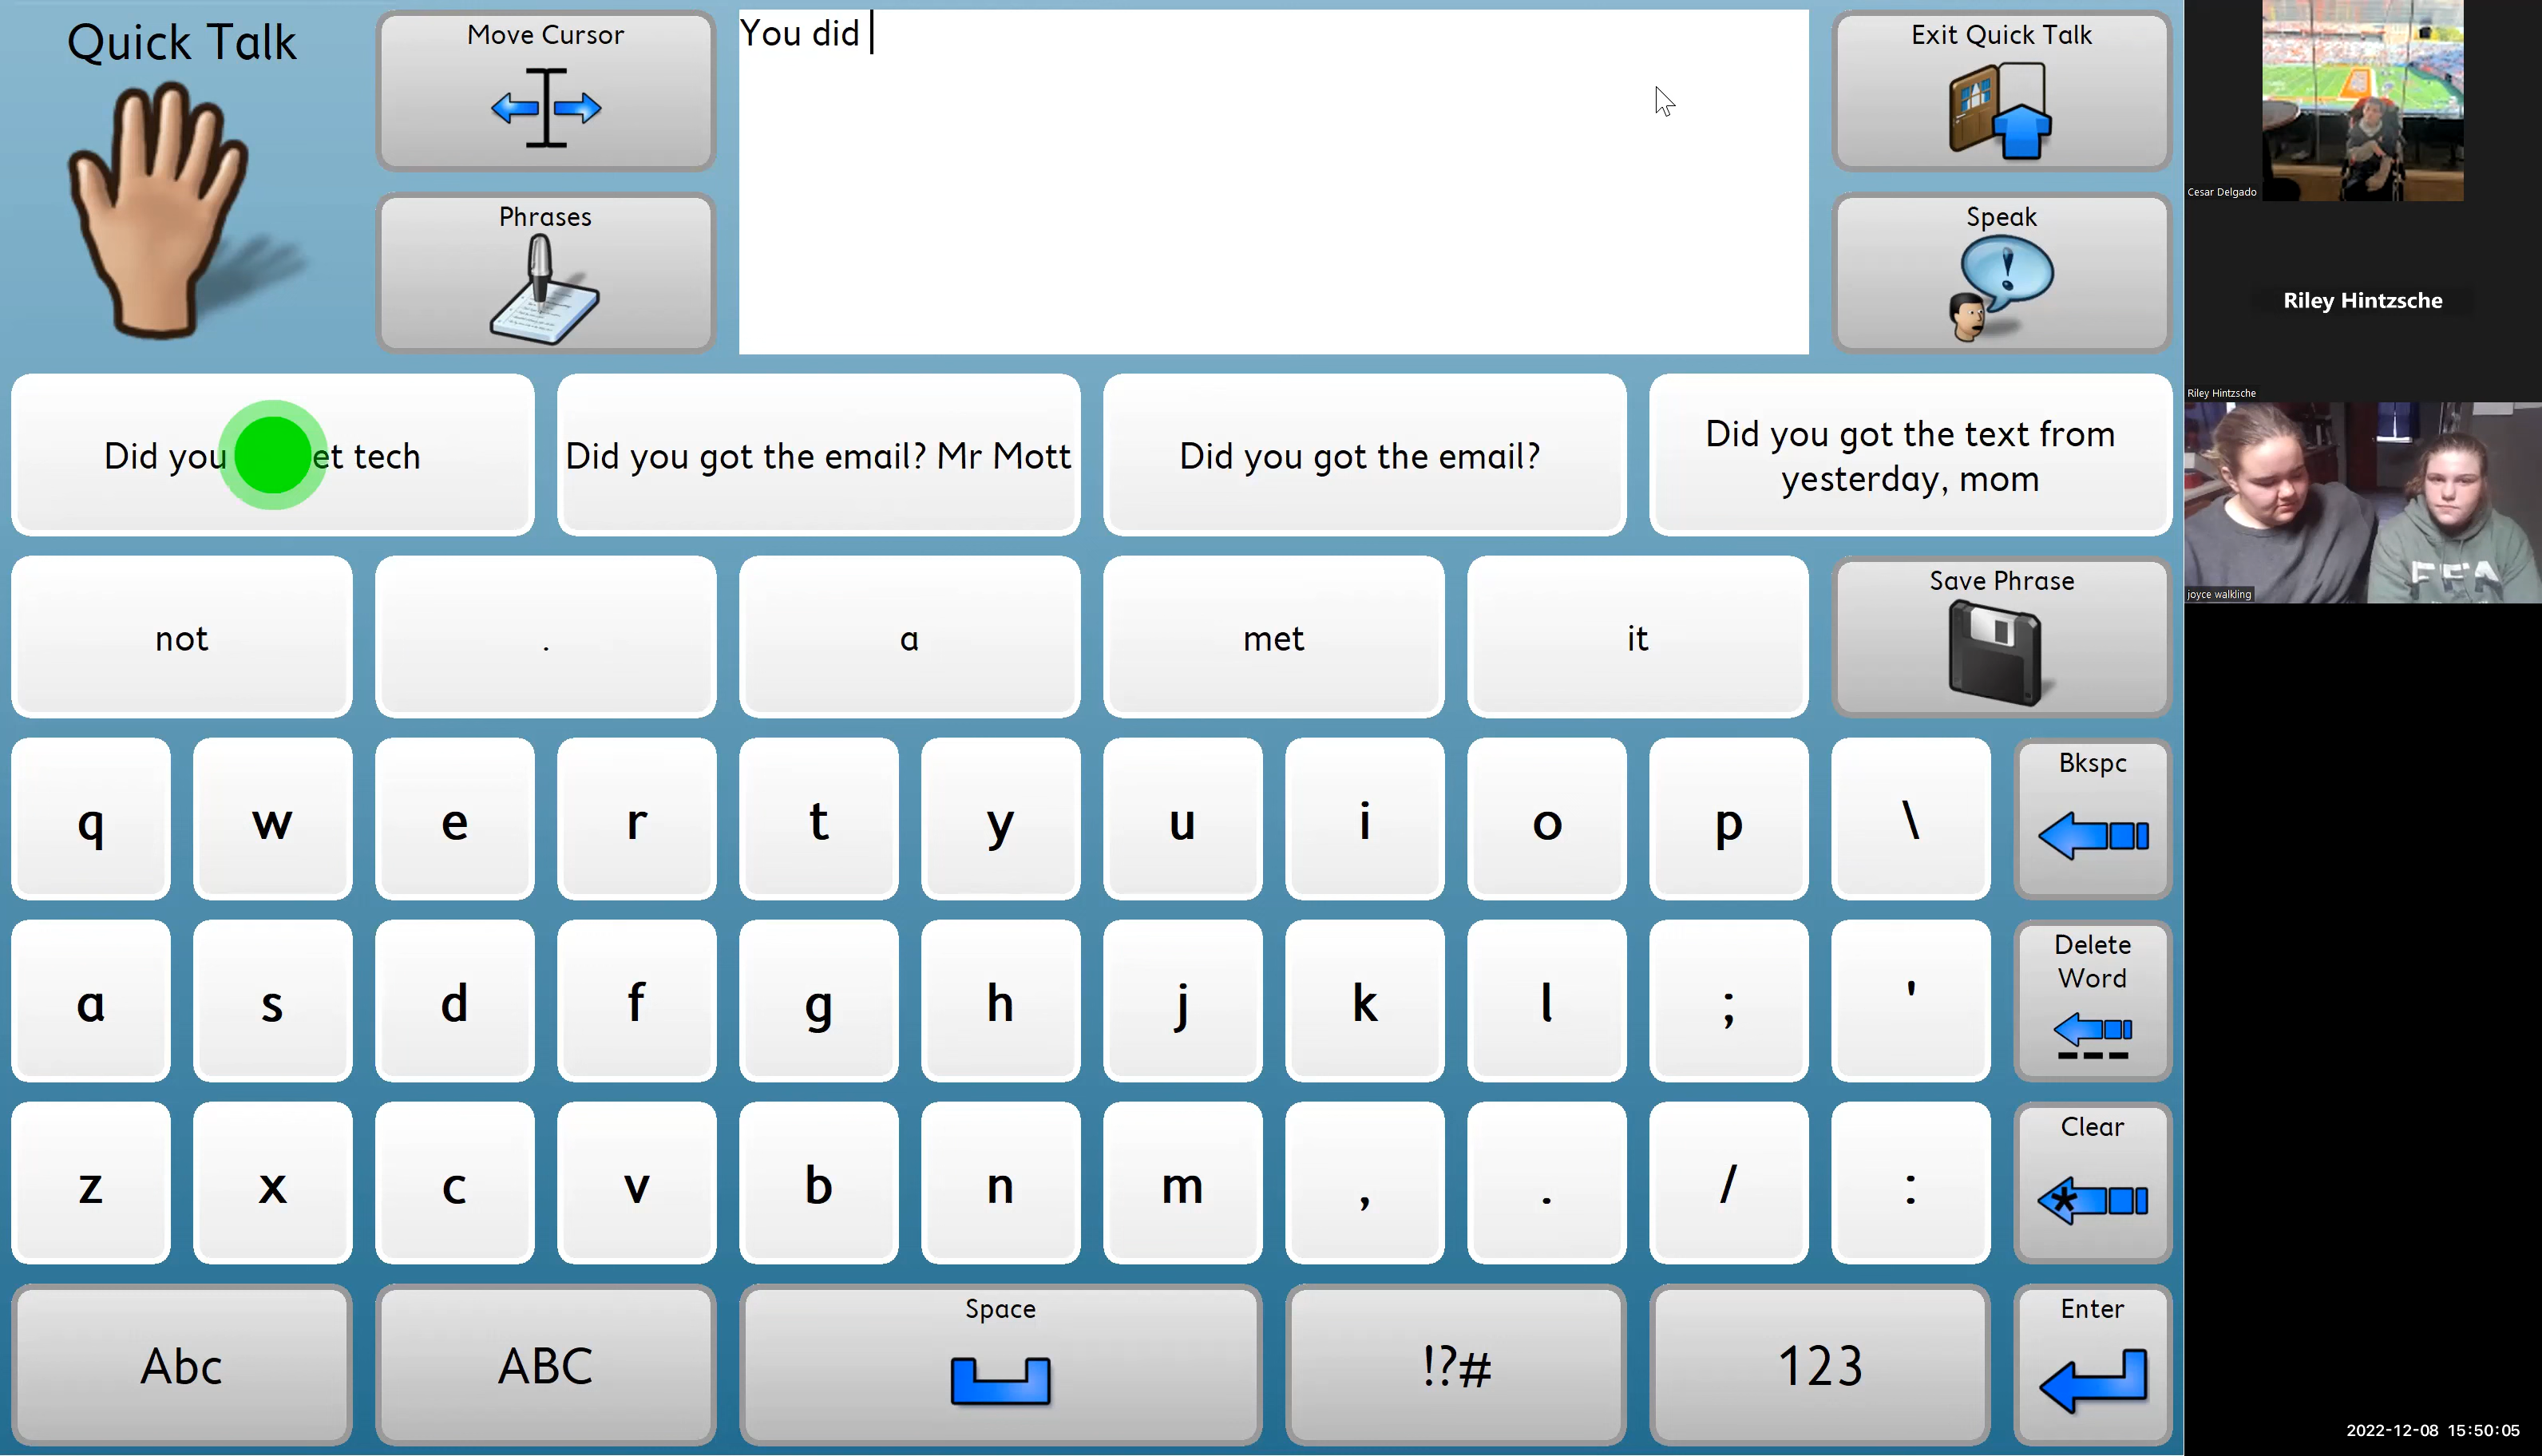 Quick Talk
Move Cursor
You did
Exit Quick Talk
Phrases
Speak
Did you et tech
Did you got the email? Mr Mott
Did you got the email?
Did you got the text from
yesterday, mom
not
.
a
met
it
Save Phrase
q w e r t y u i o p \
Bkspc
a s d f g h j k l ; '
Delete
Word
z x c v b n m , . / :
Clear
Abc
ABC
Space
!?#
123
Enter
Cesar Delgado
Riley Hintzsche
Riley Hintzsche
FFA
joyce walkling
2022-12-08 15:50:05